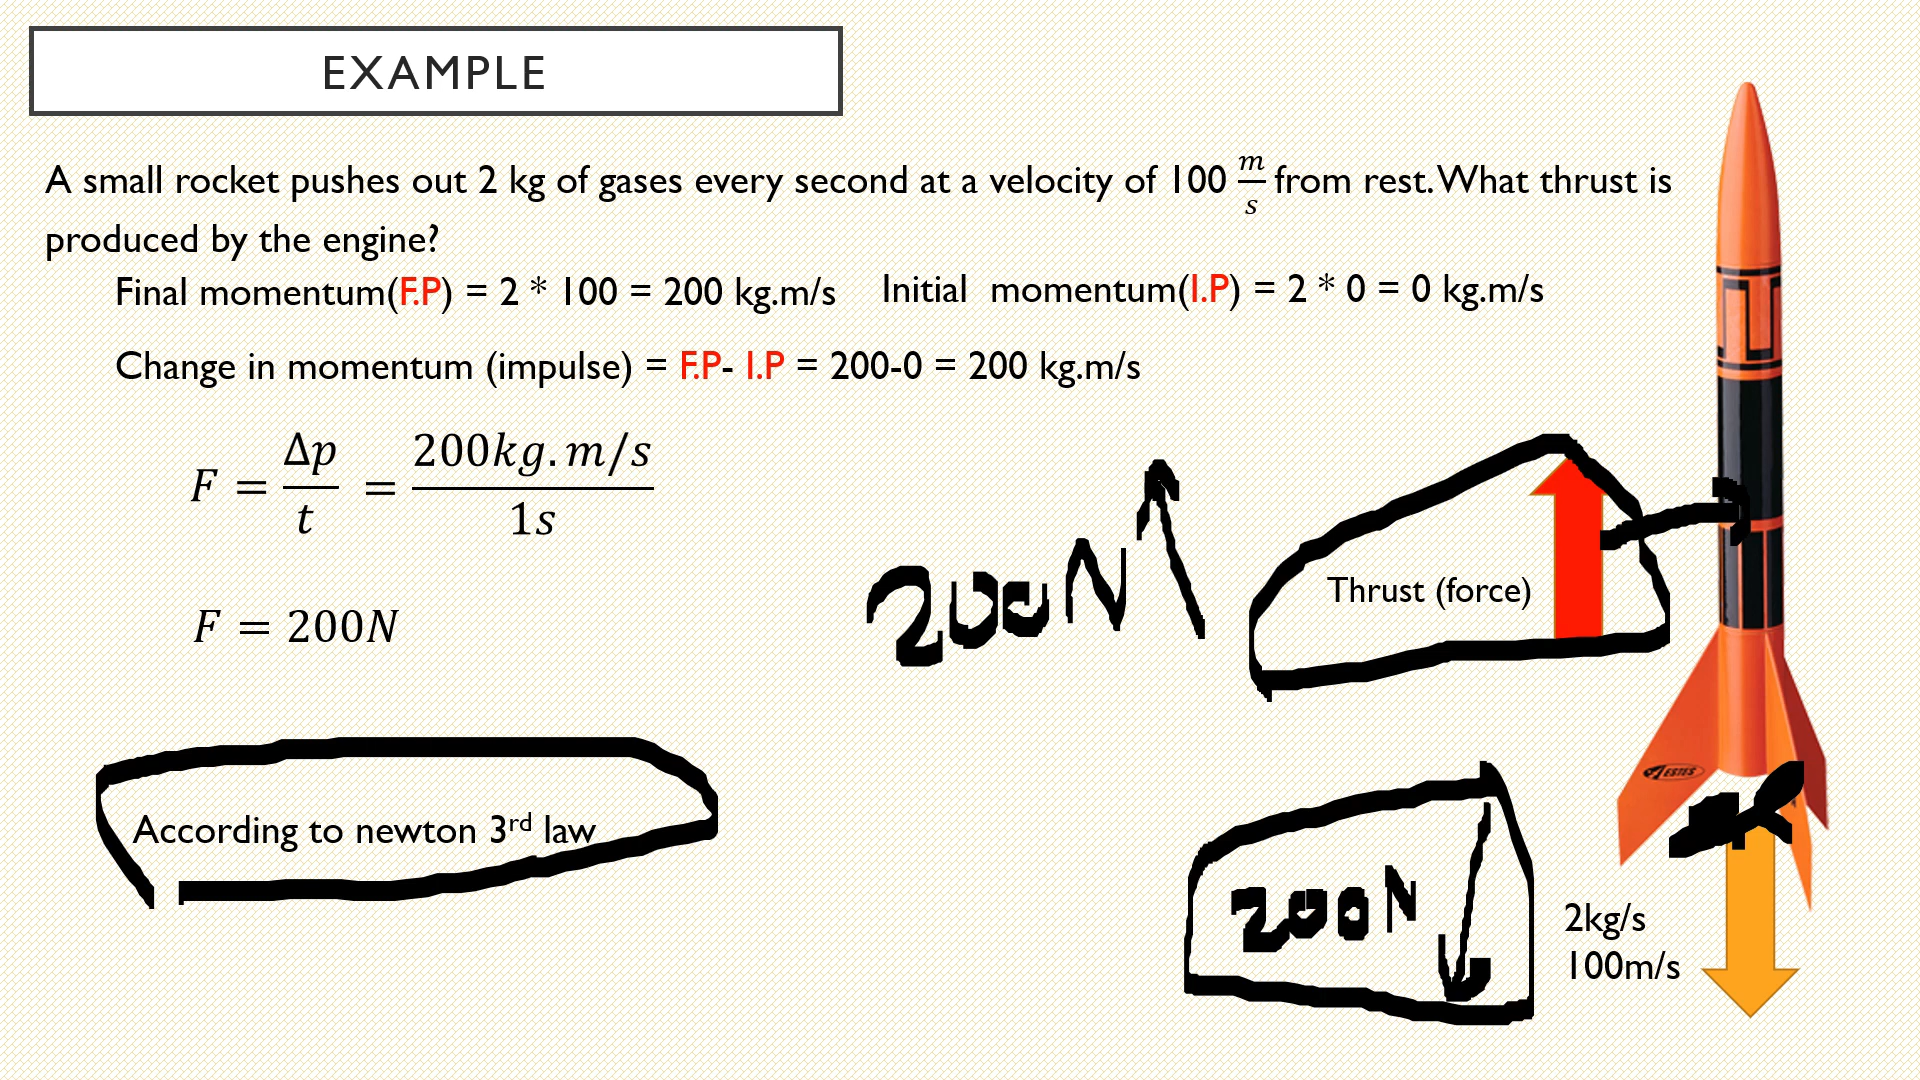 EXAMPLE
A small rocket pushes out 2 kg of gases every second at a velocity of 100 m/s from rest. What thrust is
produced by the engine?
Final momentum(F.P) = 2 * 100 = 200 kg.m/s
Initial momentum(I.P) = 2 * 0 = 0 kg.m/s
Change in momentum (impulse) = F.P- I.P = 200-0 = 200 kg.m/s
F = Δp/t = 200kg.m/s / 1s
200N
Thrust (force)
F = 200N
ESTES
According to newton 3rd law
200N
2kg/s
100m/s